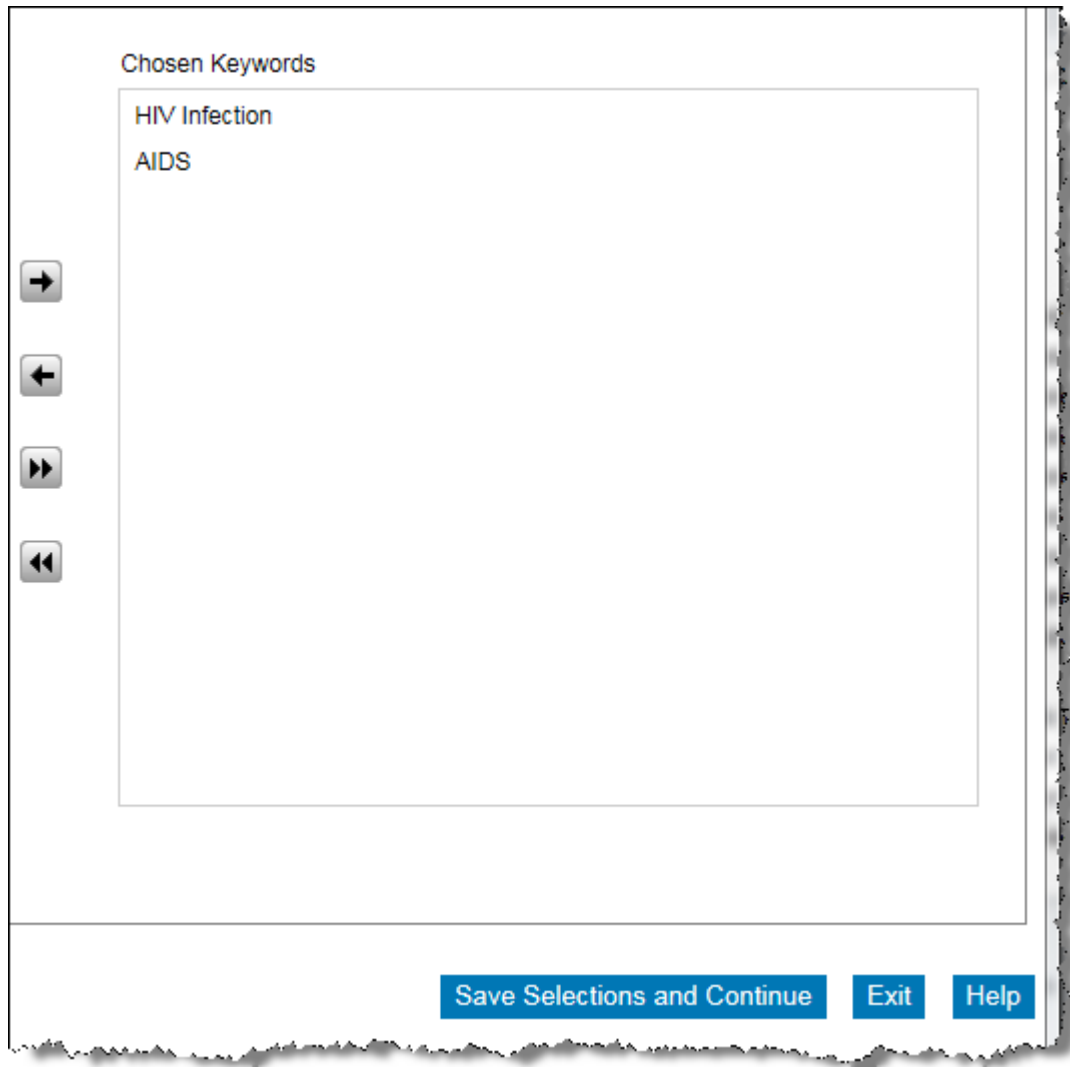 Chosen Keywords
HIV Infection
AIDS
Save Selections and Continue
Exit
Help